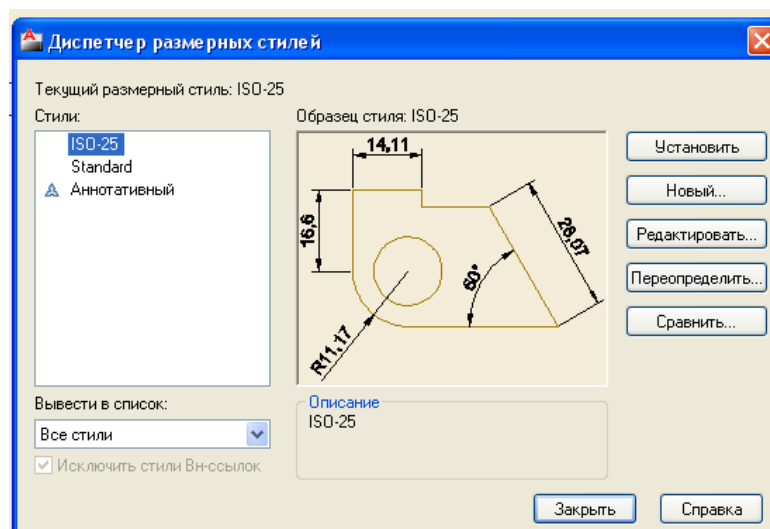 Диспетчер размерных стилей
Текущий размерный стиль: ISO-25
Стили:
ISO-25
Standard
Аннотативный
Образец стиля: ISO-25
14,11
16,6
28,07
60°
R11,17
Установить
Новый...
Редактировать...
Переопределить...
Сравнить...
Вывести в список:
Все стили
Исключить стили Вн-ссылок
Описание
ISO-25
Закрыть
Справка